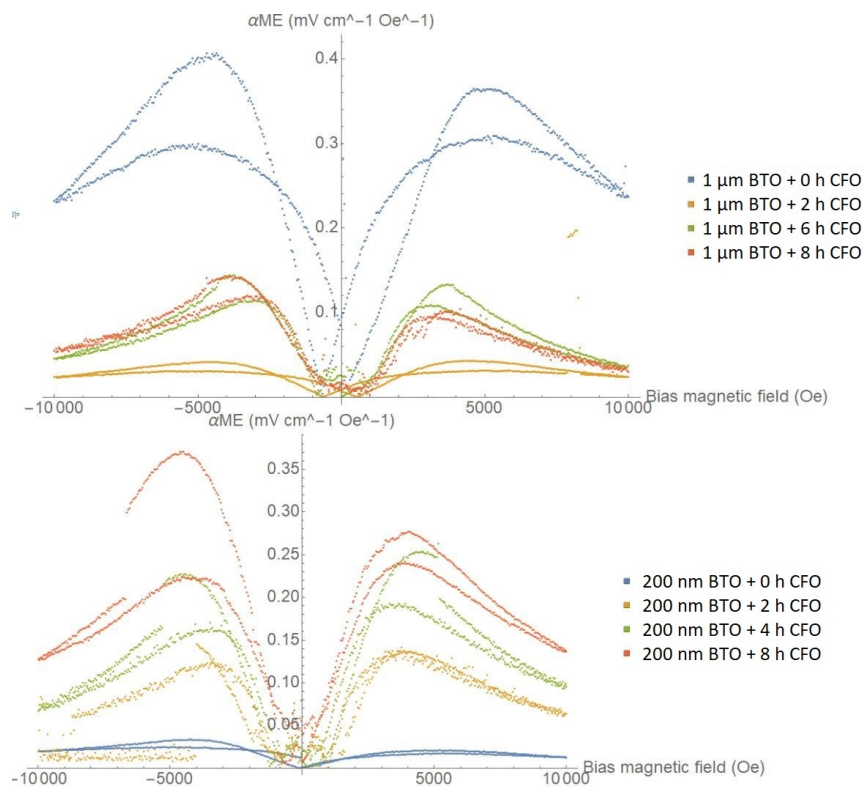 αME (mV cm^−1 Oe^−1)
0.4
0.3
0.2
0.1
1 μm BTO + 0 h CFO
1 μm BTO + 2 h CFO
1 μm BTO + 6 h CFO
1 μm BTO + 8 h CFO
−10 000 −5000 5000 10 000 Bias magnetic field (Oe)
αME (mV cm^−1 Oe^−1)
0.35
0.30
0.25
0.20
0.15
0.10
0.05
200 nm BTO + 0 h CFO
200 nm BTO + 2 h CFO
200 nm BTO + 4 h CFO
200 nm BTO + 8 h CFO
−10 000 −5000 0 5000 10 000 Bias magnetic field (Oe)